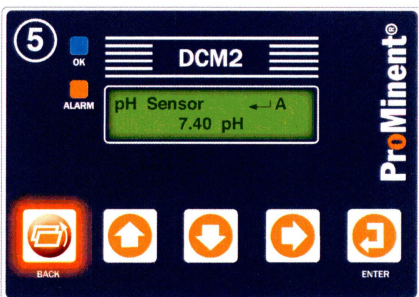 5
OK
DCM2
ALARM
pH Sensor ↵ A
7.40 pH
ProMinent®
BACK
ENTER